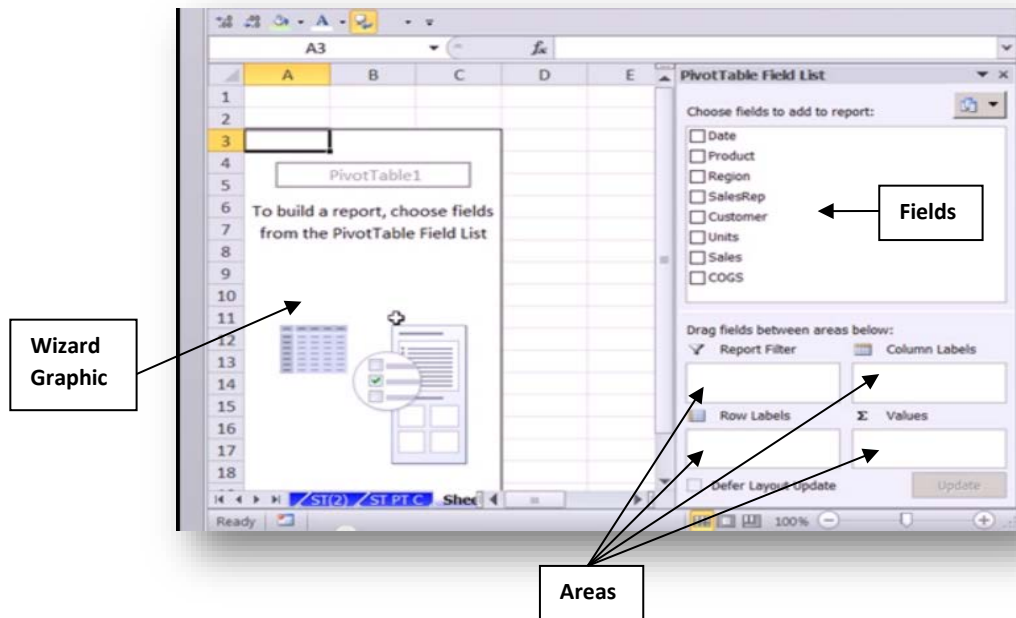 A3
fx
A B C D E
PivotTable Field List
Choose fields to add to report:
Date
Product
Region
SalesRep
Customer
Units
Sales
COGS
Fields
1
2
3
4
5
6
7
8
9
10
11
12
13
14
15
16
17
18
PivotTable1
To build a report, choose fields
from the PivotTable Field List
Wizard
Graphic
Drag fields between areas below:
Report Filter
Column Labels
Row Labels
Σ Values
Defer Layout Update
Update
ST(2) ST PT C
Ready
100%
Areas